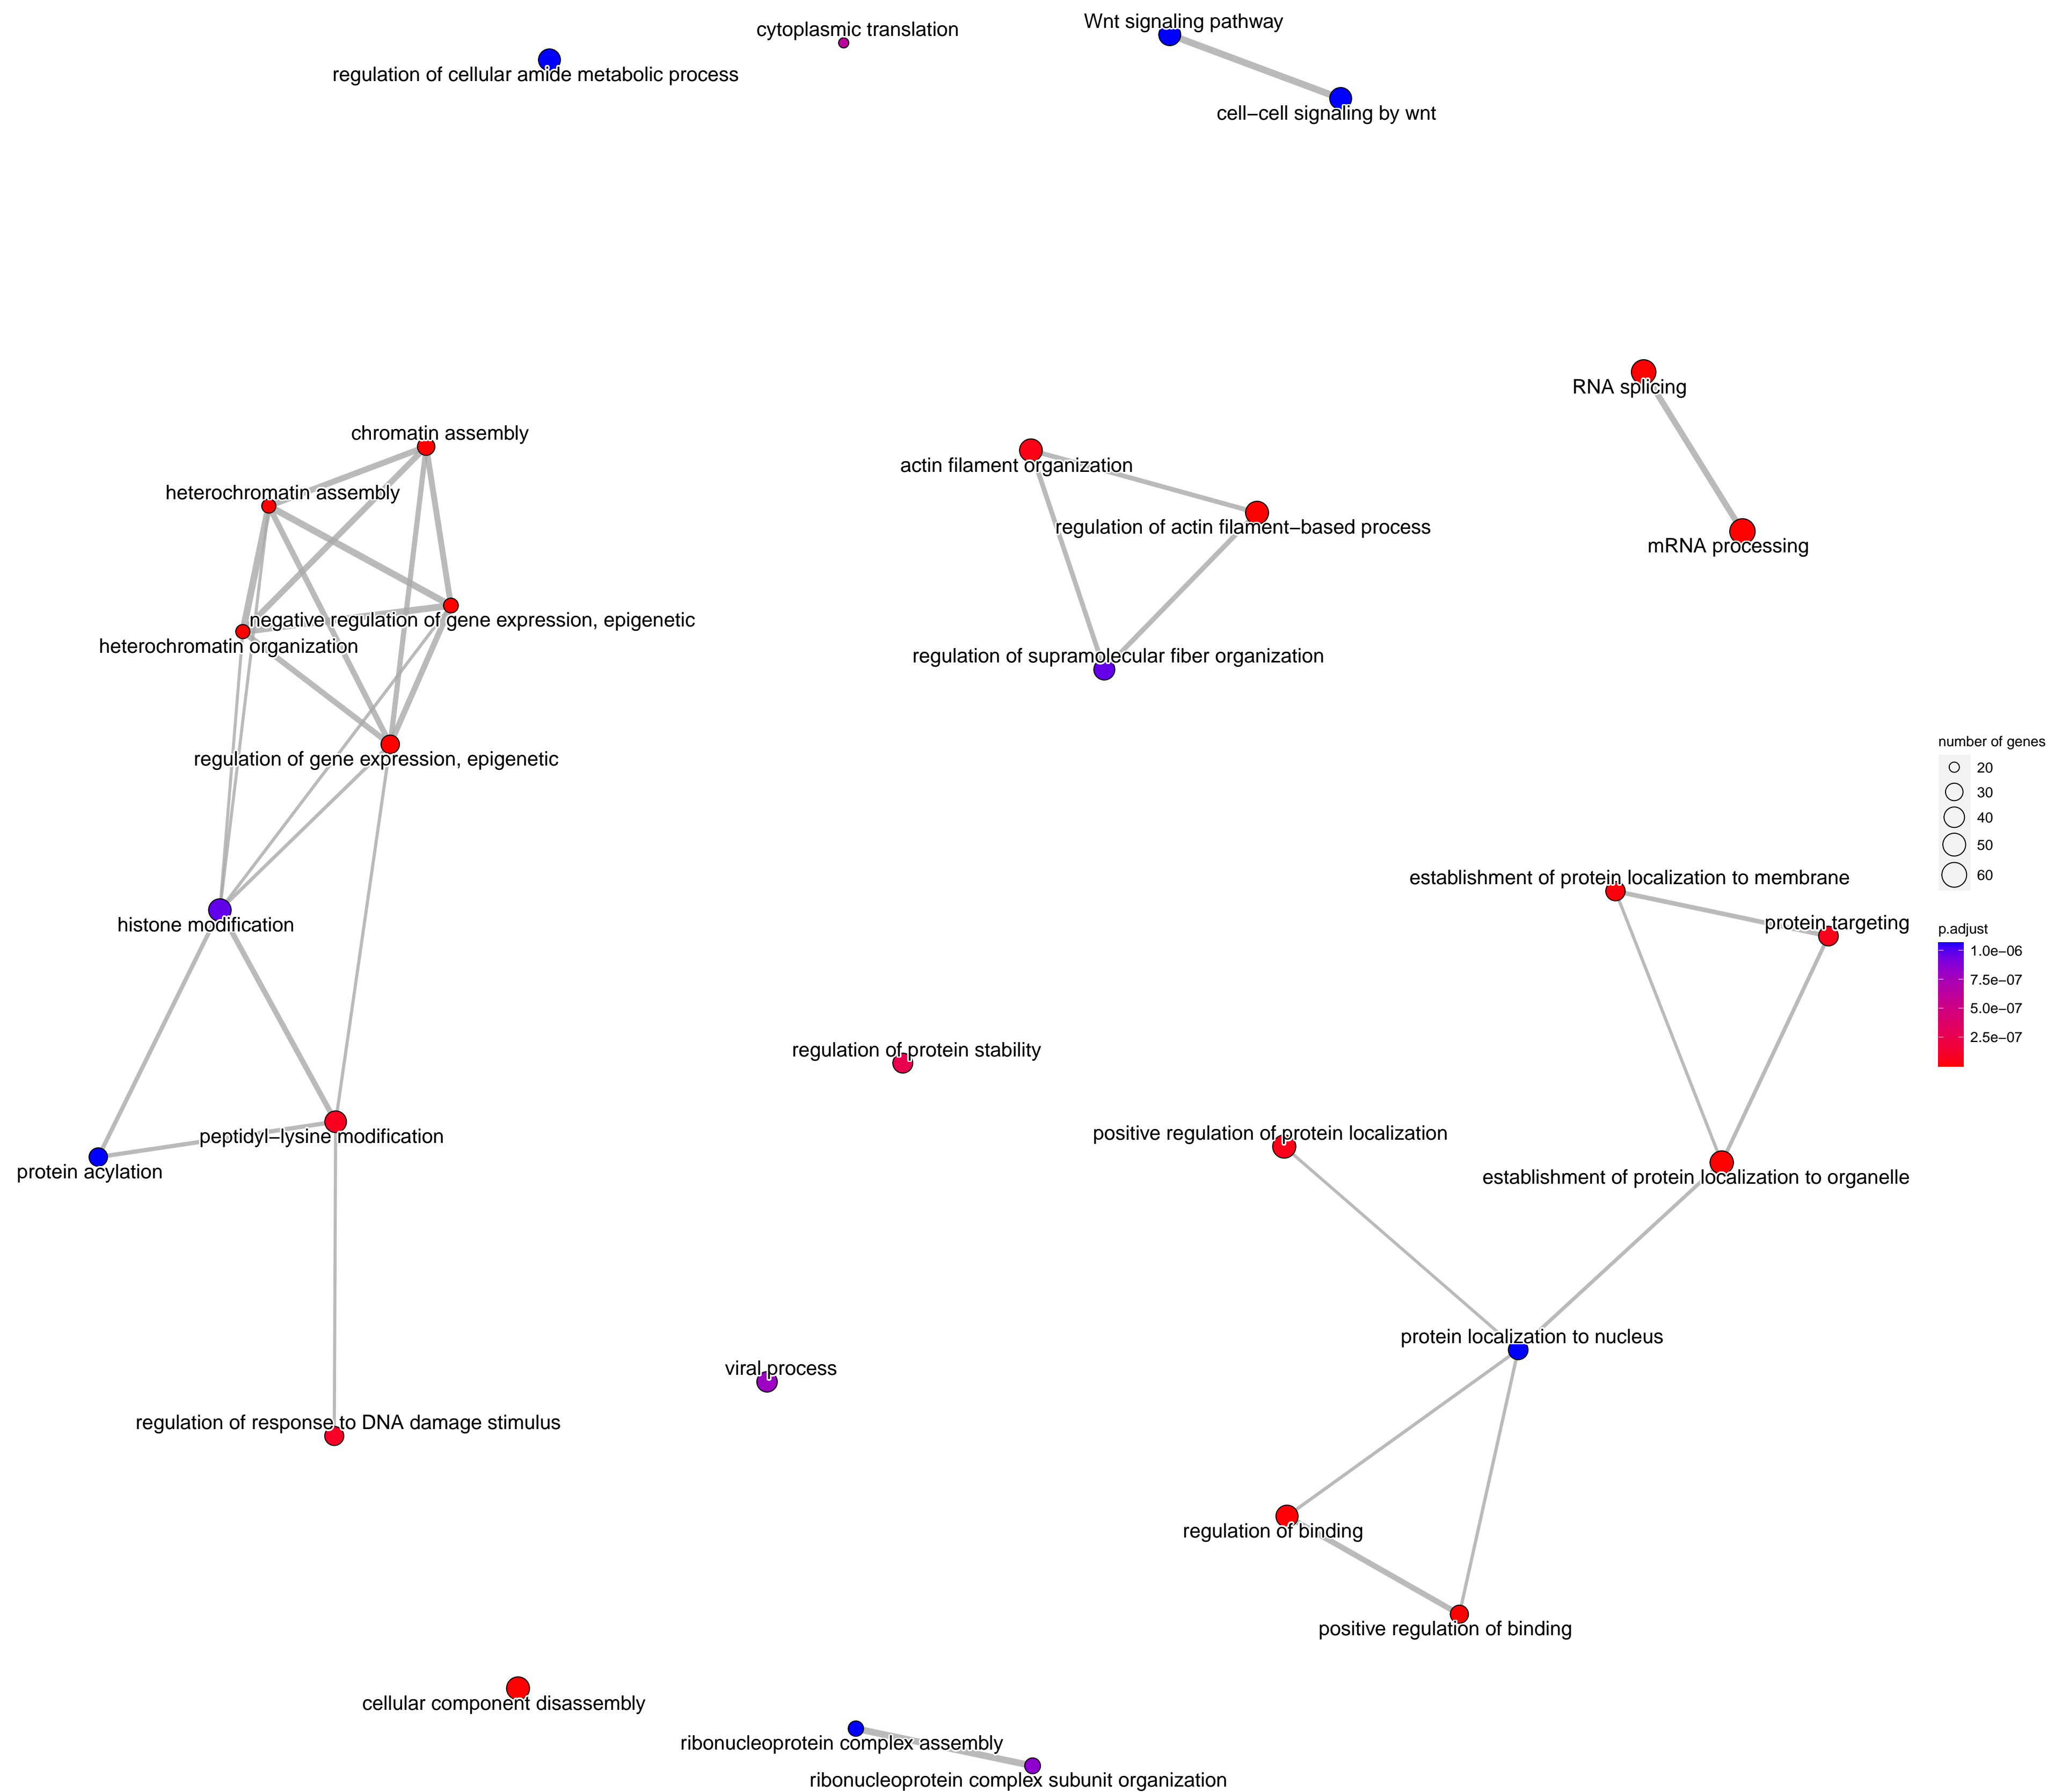 Wnt signaling pathway
cytoplasmic translation
regulation of cellular amide metabolic process
cell−cell signaling by wnt
RNA splicing
chromatin assembly
actin filament organization
heterochromatin assembly
regulation of actin filament−based process
mRNA processing
negative regulation of gene expression, epigenetic
heterochromatin organization
regulation of supramolecular fiber organization
regulation of gene expression, epigenetic
number of genes
20
30
40
50
60
establishment of protein localization to membrane
protein targeting
histone modification
p.adjust
1.0e−06
7.5e−07
5.0e−07
2.5e−07
regulation of protein stability
positive regulation of protein localization
peptidyl−lysine modification
protein acylation
establishment of protein localization to organelle
protein localization to nucleus
viral process
regulation of response to DNA damage stimulus
regulation of binding
positive regulation of binding
cellular component disassembly
ribonucleoprotein complex assembly
ribonucleoprotein complex subunit organization